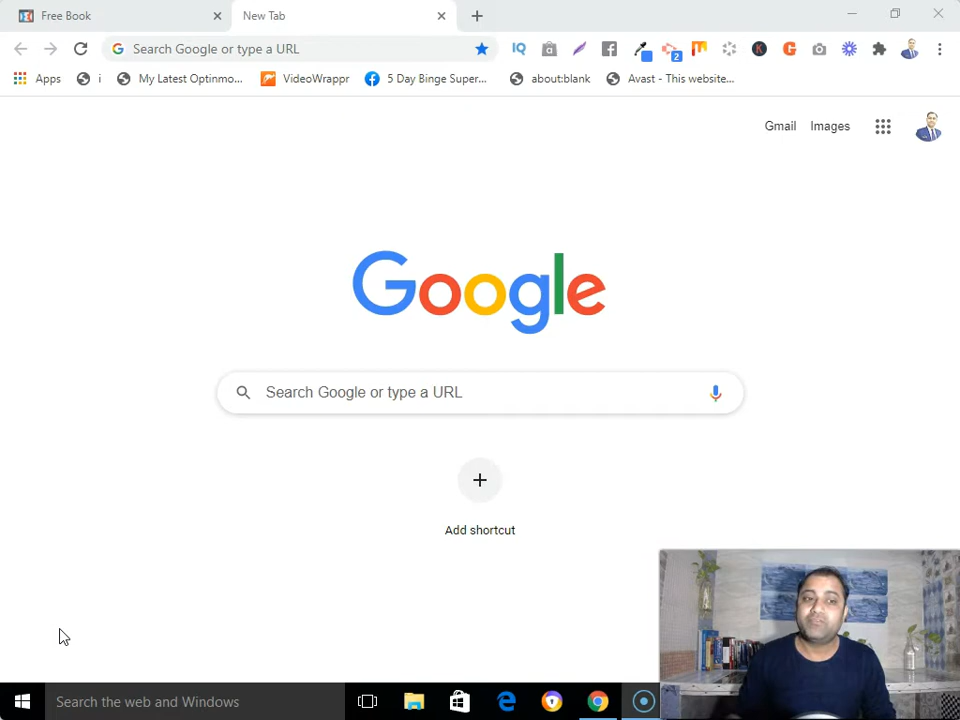 Free Book
New Tab
Search Google or type a URL
IQ
a
2
K
G
Apps
i
My Latest Optinmo...
VideoWrappr
5 Day Binge Super...
about:blank
Avast - This website...
Gmail
Images
Google
Search Google or type a URL
Add shortcut
Search the web and Windows